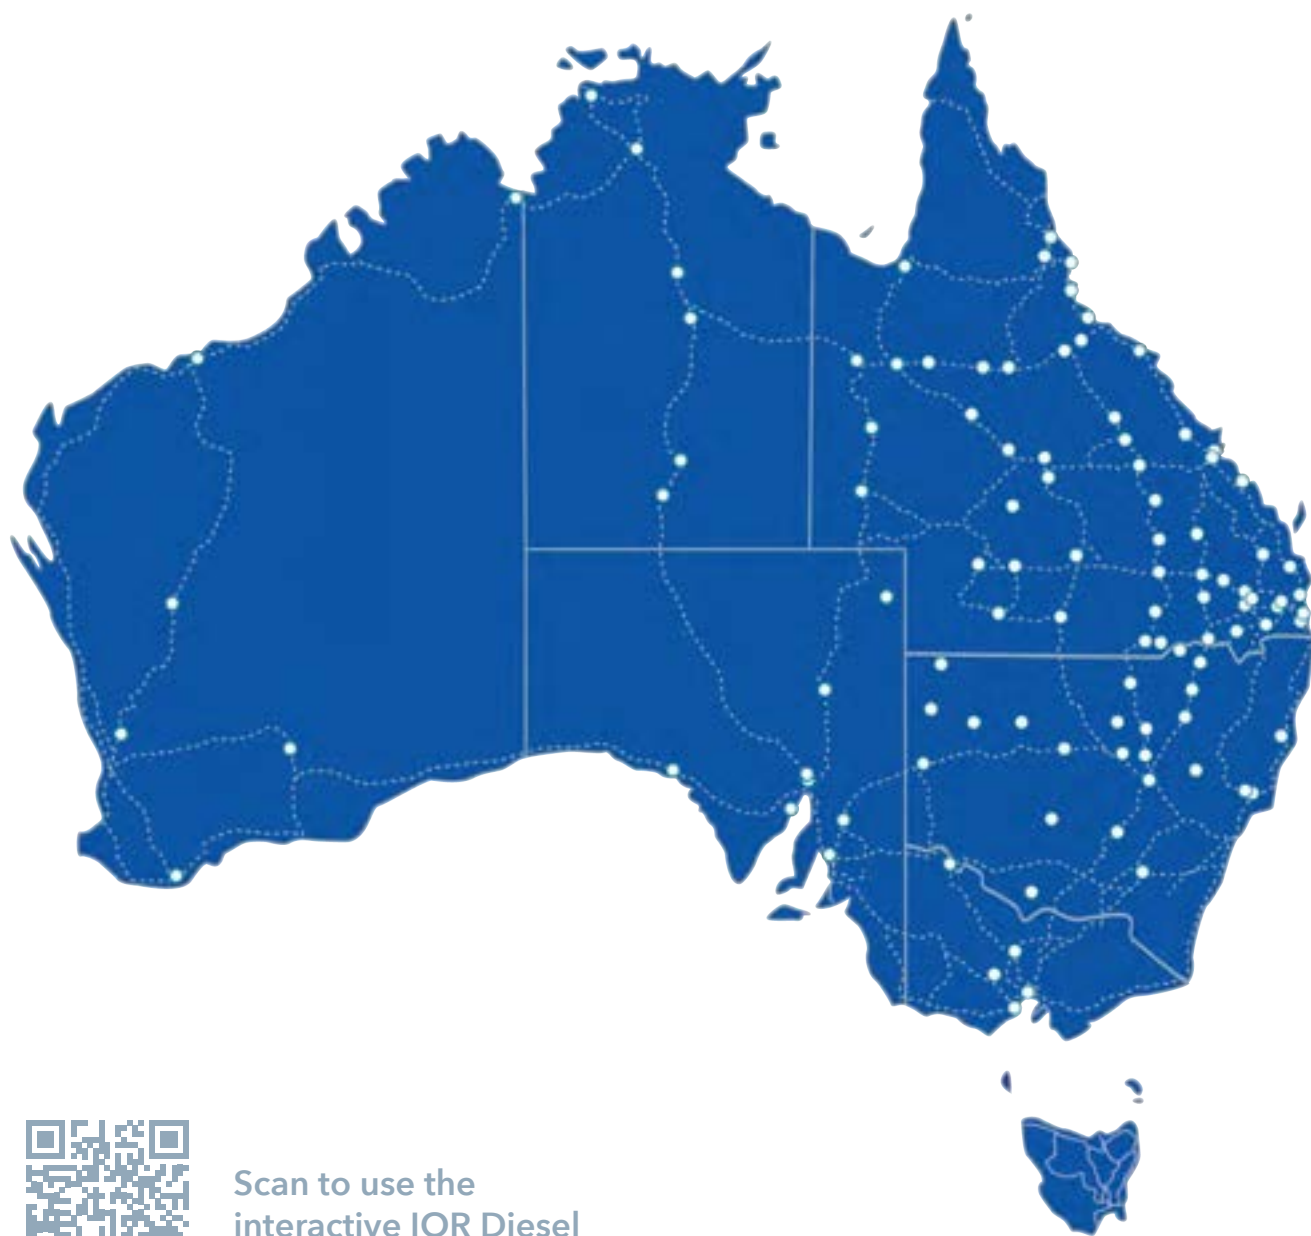 Scan to use the
interactive IOR Diesel